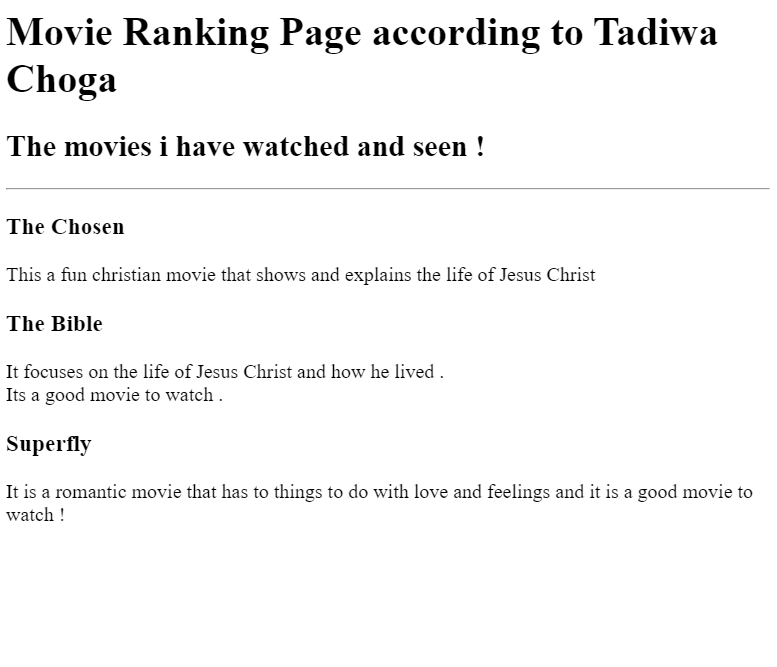 Movie Ranking Page according to Tadiwa
Choga
The movies i have watched and seen !
The Chosen
This a fun christian movie that shows and explains the life of Jesus Christ
The Bible
It focuses on the life of Jesus Christ and how he lived .
Its a good movie to watch .
Superfly
It is a romantic movie that has to things to do with love and feelings and it is a good movie to
watch !